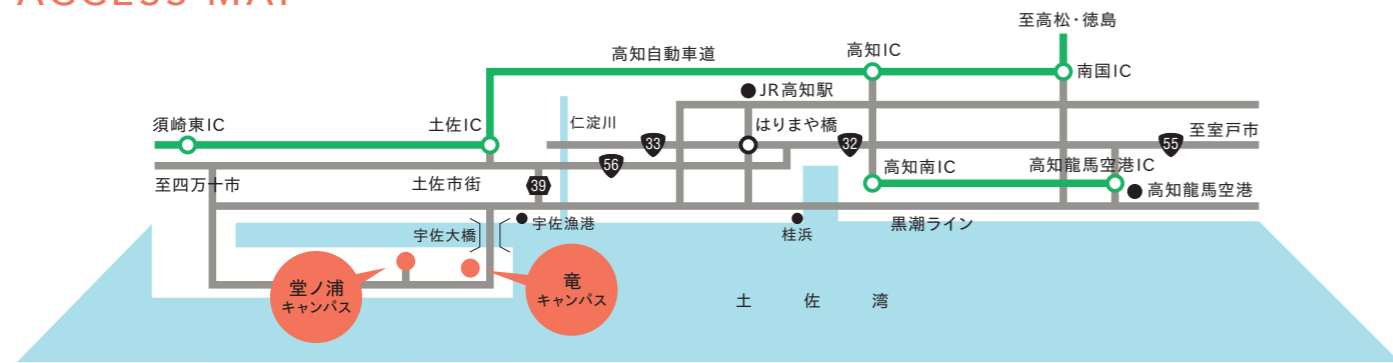 ACCESS MAP
至高松・徳島
高知自動車道
高知IC
南国IC
JR高知駅
須崎東IC
土佐IC
仁淀川
はりまや橋
33
32
55
至室戸市
56
至四万十市
土佐市街
39
高知南IC
高知龍馬空港IC
高知龍馬空港
宇佐大橋
宇佐漁港
桂浜
黒潮ライン
堂ノ浦
キャンパス
竜
キャンパス
土佐湾